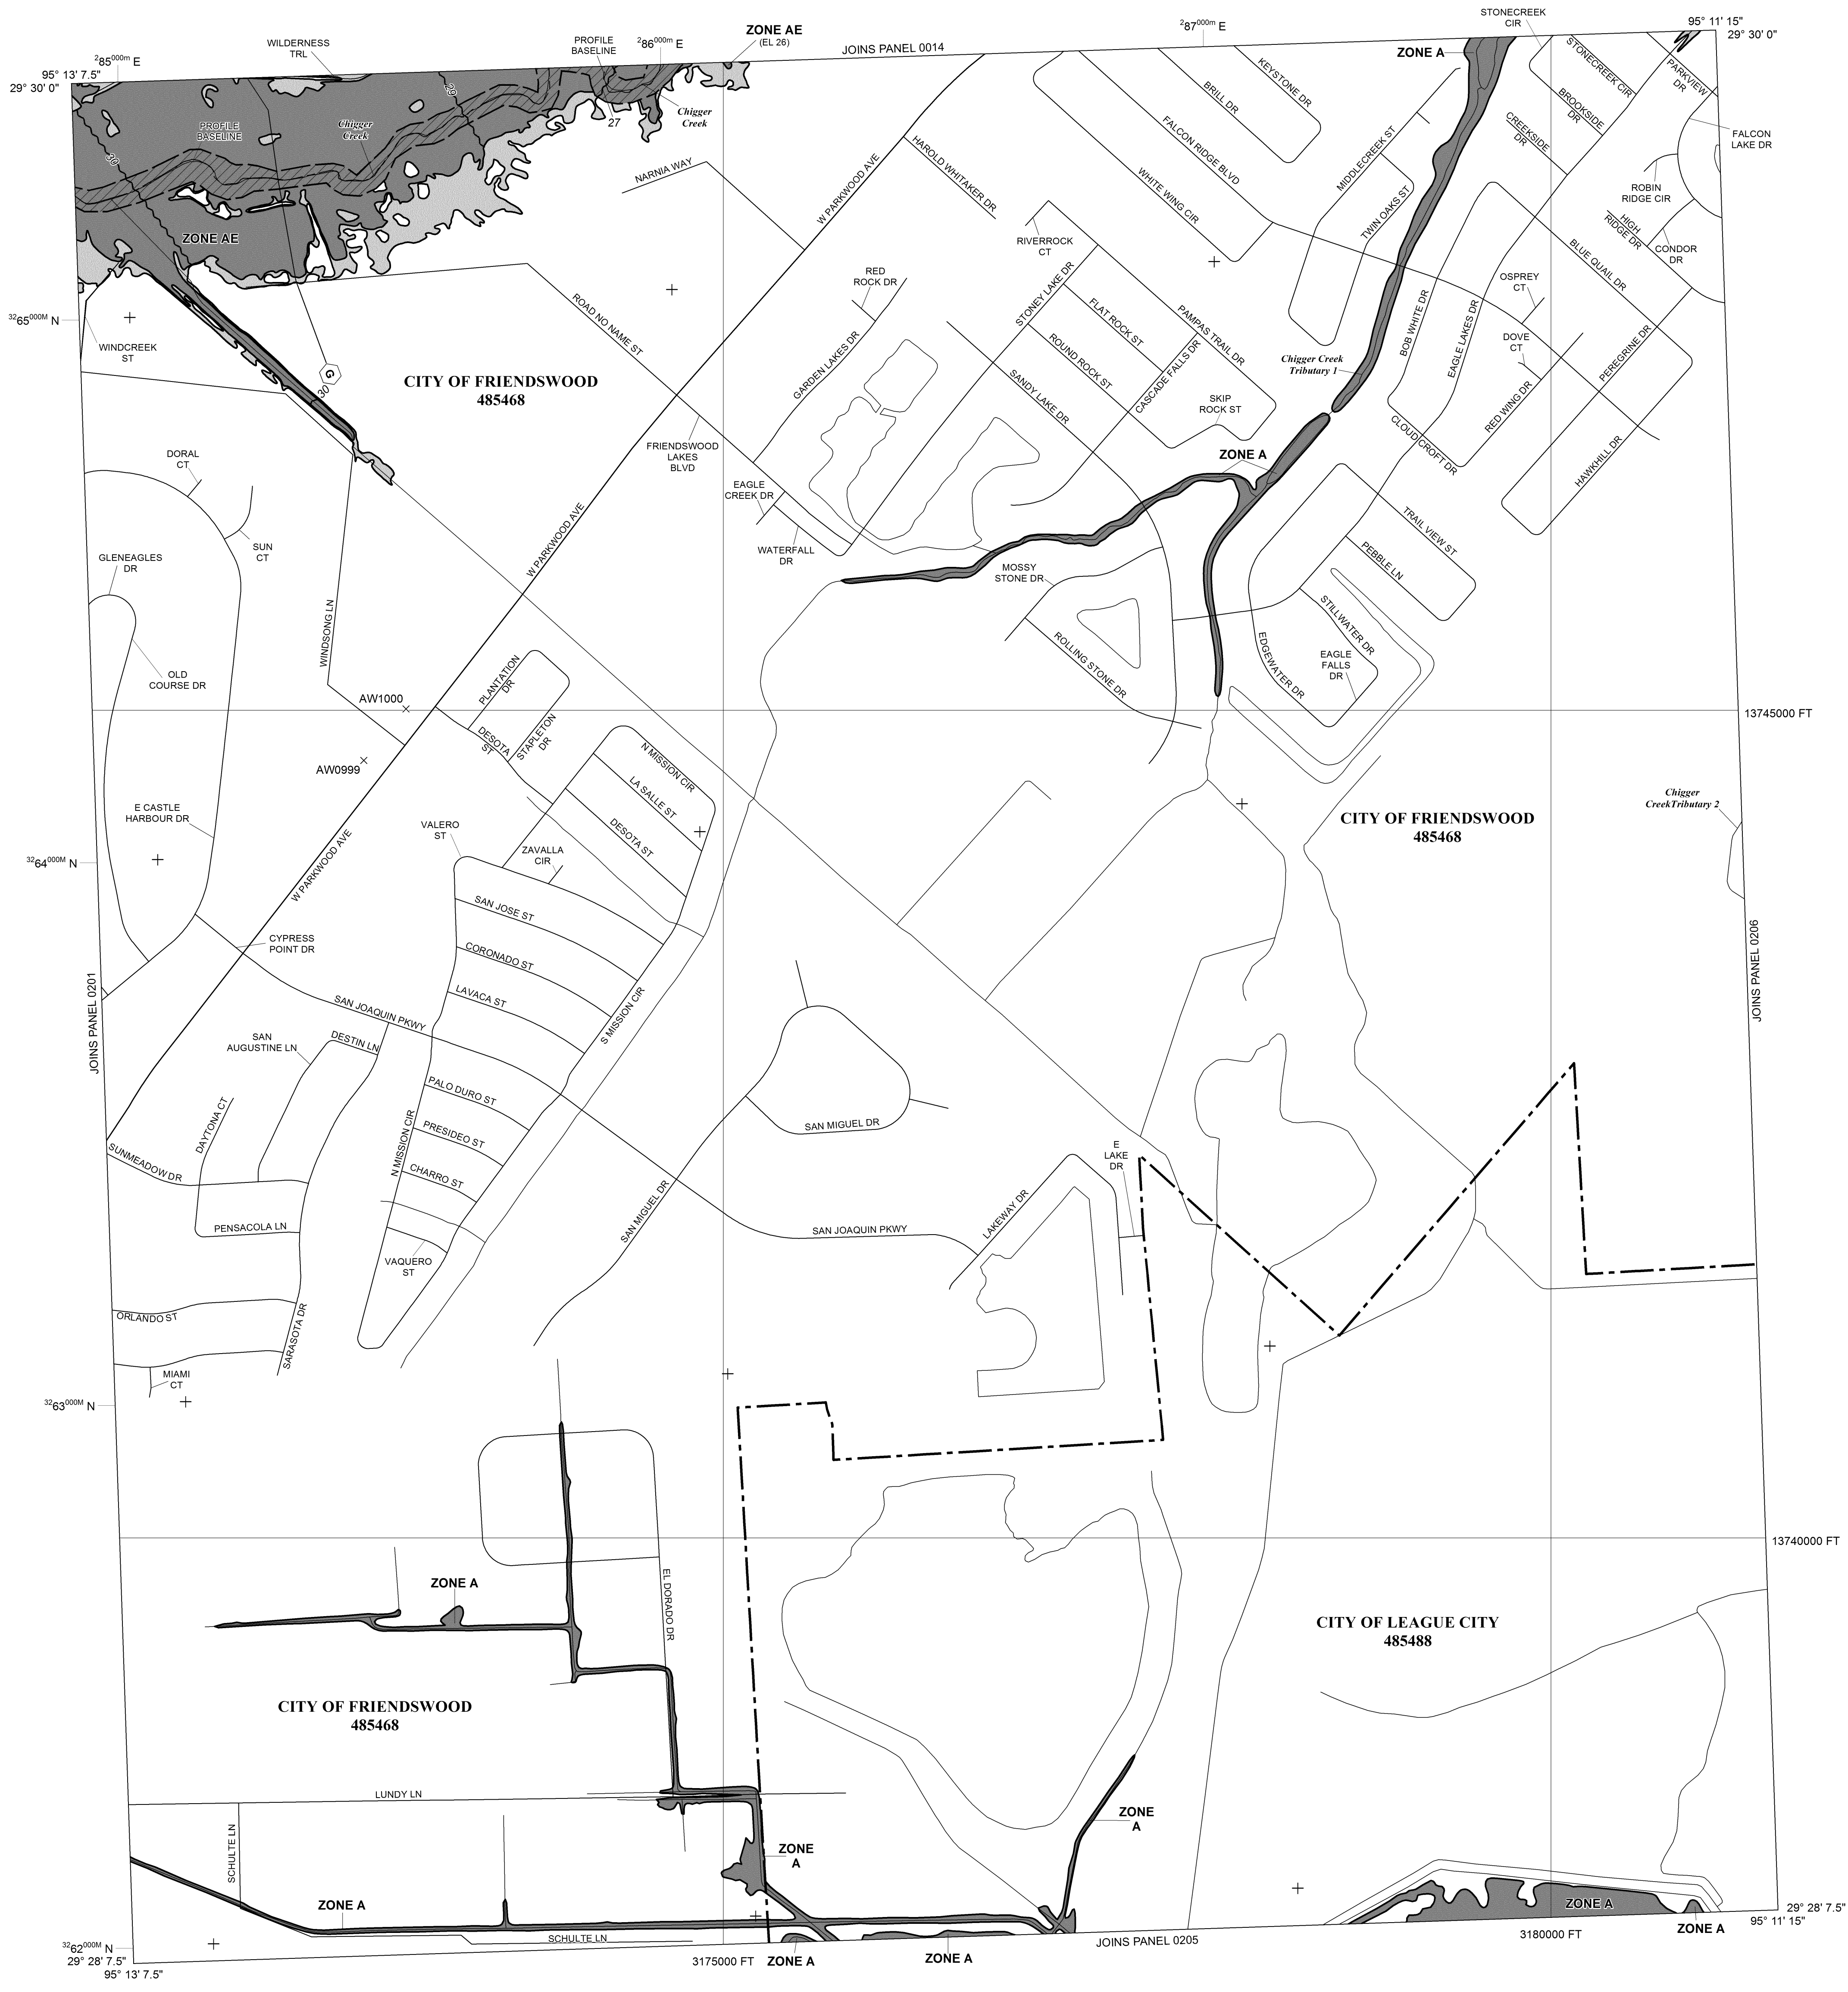 STONECREEK
CIR
95° 11' 15"
29° 30' 0"
287000m E
ZONE AE
(EL 26)
JOINS PANEL 0014
PROFILE
BASELINE
286000m E
WILDERNESS
TRL
285000m E
95° 13' 7.5"
29° 30' 0"
ZONE A
STONECREEK CIR
PARKVIEW
DR
KEYSTONE DR
BRILL DR
BROOKSIDE
DR
CREEKSIDE
DR
FALCON
LAKE DR
29
27
Chigger
Creek
PROFILE
BASELINE
Chigger
Creek
30
FALCON RIDGE BLVD
MIDDLECREEK ST
HAROLD WHITAKER DR
NARNIA WAY
W PARKWOOD AVE
WHITE WING CIR
TWIN OAKS ST
ROBIN
RIDGE CIR
HIGH
RIDGE DR
CONDOR
DR
BLUE QUAIL DR
ZONE AE
RIVERROCK
CT
RED
ROCK DR
STONEY LAKE DR
OSPREY
CT
3265000M N
WINDCREEK
ST
ROAD NO NAME ST
FLAT ROCK ST
PAMPAS TRAIL DR
BOB WHITE DR
EAGLE LAKES DR
DOVE
CT
PEREGRINE DR
ROUND ROCK ST
CASCADE FALLS DR
Chigger Creek
Tributary 1
GARDEN LAKES DR
SANDY LAKE DR
G
30
CITY OF FRIENDSWOOD
485468
SKIP
ROCK ST
RED WING DR
CLOUD CROFT DR
HAWKHILL DR
FRIENDSWOOD
LAKES
BLVD
ZONE A
DORAL
CT
EAGLE
CREEK DR
TRAIL VIEW ST
W PARKWOOD AVE
WATERFALL
DR
SUN
CT
GLENEAGLES
DR
MOSSY
STONE DR
PEBBLE LN
STILLWATER DR
WINDSONG LN
ROLLING STONE DR
EDGEWATER DR
EAGLE
FALLS
DR
OLD
COURSE DR
PLANTATION
DR
AW1000
DESOTA
ST
STAPLETON
DR
13745000 FT
N MISSION CIR
AW0999
LA SALLE ST
E CASTLE
HARBOUR DR
VALERO
ST
DESOTA ST
CITY OF FRIENDSWOOD
485468
Chigger
CreekTributary 2
ZAVALLA
CIR
3264000M N
W PARKWOOD AVE
SAN JOSE ST
CYPRESS
POINT DR
CORONADO ST
JOINS PANEL 0201
JOINS PANEL 0206
LAVACA ST
SAN JOAQUIN PKWY
S MISSION CIR
SAN
AUGUSTINE LN
DESTIN LN
PALO DURO ST
DAYTONA CT
N MISSION CIR
PRESIDEO ST
SAN MIGUEL DR
SUNMEADOW DR
CHARRO ST
E
LAKE
DR
SAN MIGUEL DR
LAKEWAY DR
PENSACOLA LN
SAN JOAQUIN PKWY
VAQUERO
ST
ORLANDO ST
SARASOTA DR
MIAMI
CT
3263000M N
13740000 FT
ZONE A
EL DORADO DR
CITY OF LEAGUE CITY
485488
CITY OF FRIENDSWOOD
485468
LUNDY LN
SCHULTE LN
ZONE
A
ZONE
A
ZONE A
ZONE A
ZONE A
29° 28' 7.5"
95° 11' 15"
SCHULTE LN
JOINS PANEL 0205
3262000M N
29° 28' 7.5"
95° 13' 7.5"
3175000 FT
ZONE A
ZONE A
3180000 FT